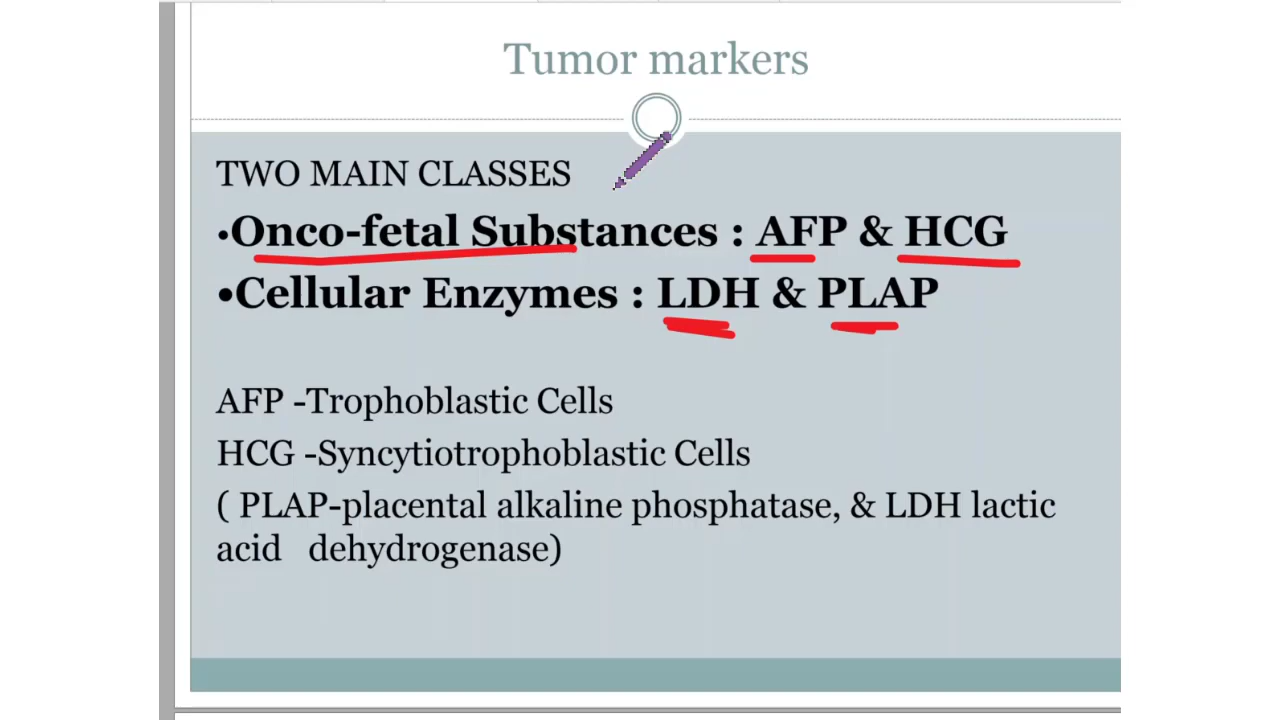 Tumor markers
TWO MAIN CLASSES
•Onco-fetal Substances : AFP & HCG
•Cellular Enzymes : LDH & PLAP
AFP -Trophoblastic Cells
HCG -Syncytiotrophoblastic Cells
( PLAP-placental alkaline phosphatase, & LDH lactic
acid dehydrogenase)